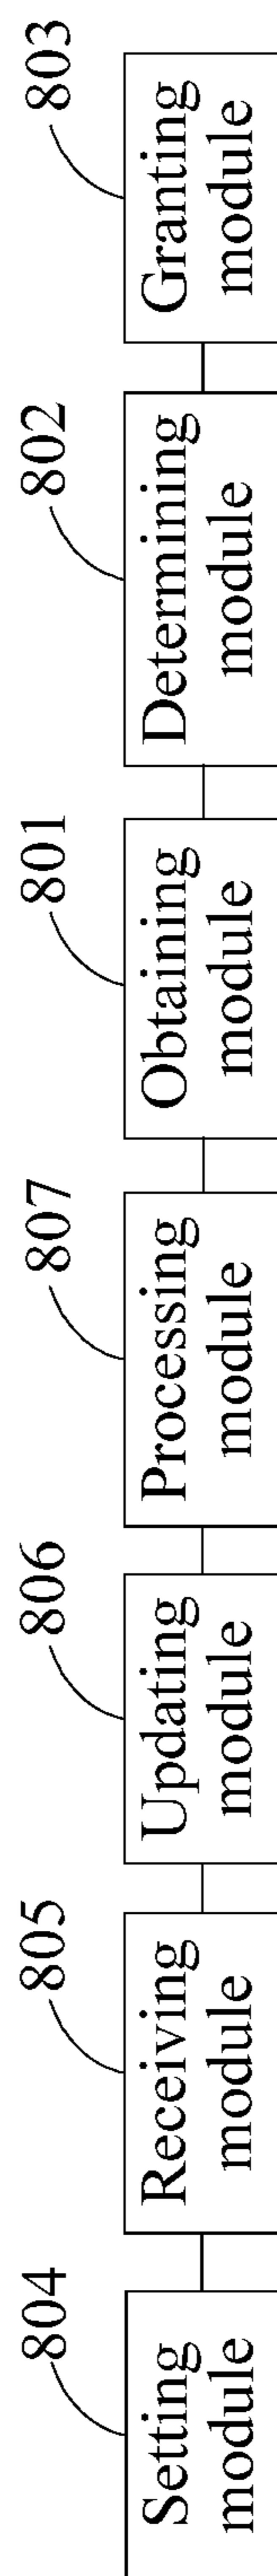 804
Setting
module
805
Receiving
module
806
Updating
module
807
Processing
module
801
Obtaining
module
802
Determining
module
803
Granting
module